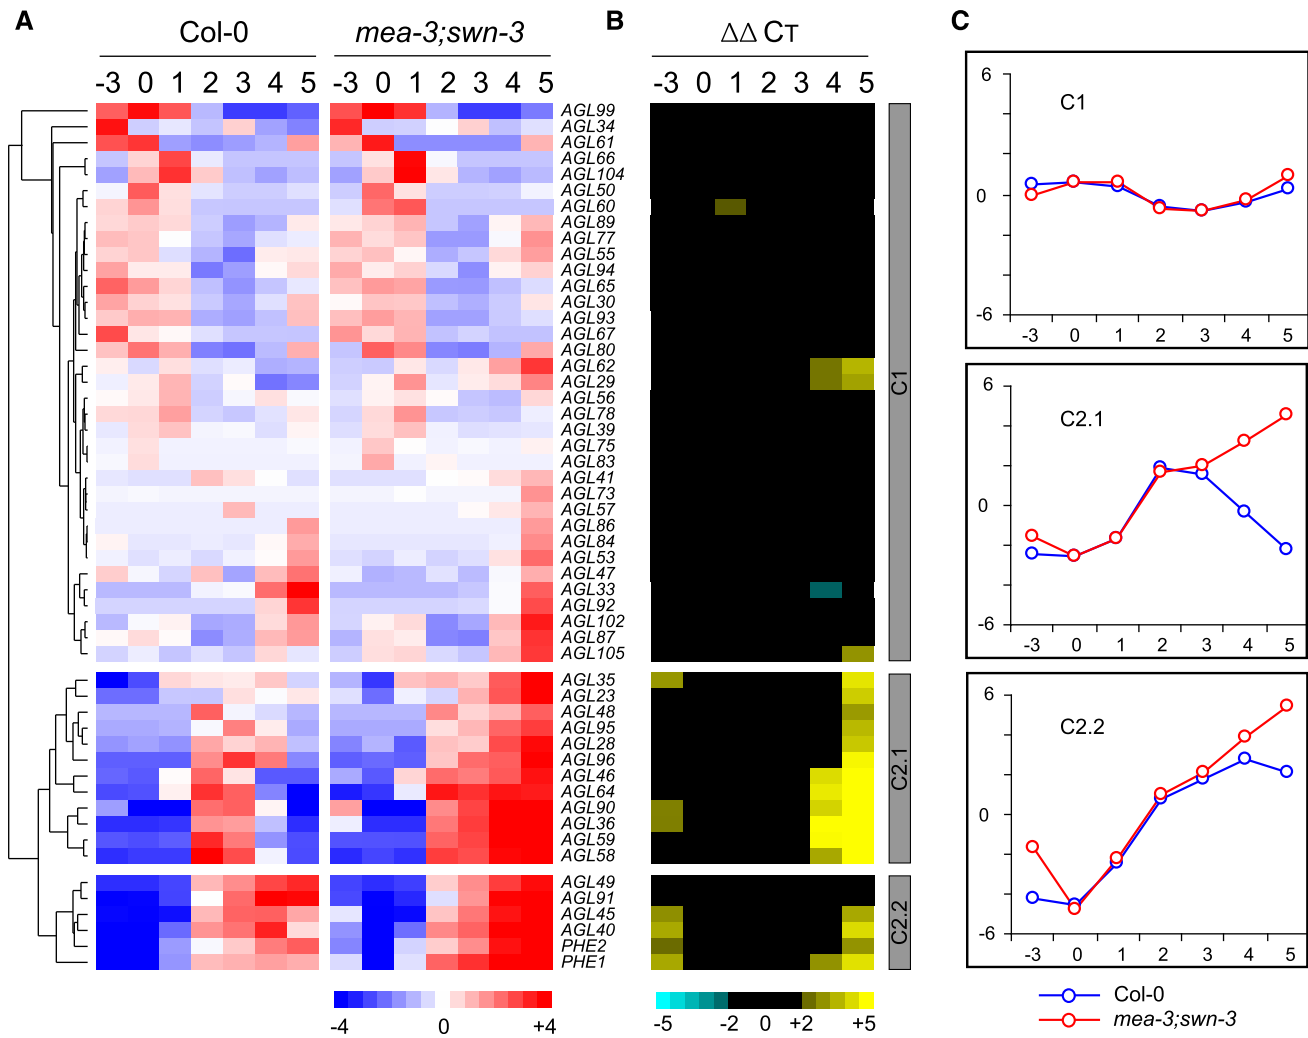 A
Col-0
mea-3;swn-3
-3 0 1 2 3 4 5
-3 0 1 2 3 4 5
AGL99
AGL34
AGL61
AGL66
AGL104
AGL50
AGL60
AGL89
AGL77
AGL55
AGL94
AGL65
AGL30
AGL93
AGL67
AGL80
AGL62
AGL29
AGL56
AGL78
AGL39
AGL75
AGL83
AGL41
AGL73
AGL57
AGL86
AGL84
AGL53
AGL47
AGL33
AGL92
AGL102
AGL87
AGL105
AGL35
AGL23
AGL48
AGL95
AGL28
AGL96
AGL46
AGL64
AGL90
AGL36
AGL59
AGL58
AGL49
AGL91
AGL45
AGL40
PHE2
PHE1
-4 0 +4
B
ΔΔ CT
-3 0 1 2 3 4 5
C1
C2.1
C2.2
-5 -2 0 +2 +5
C
C1
6
0
-6
-3 0 1 2 3 4 5
C2.1
6
0
-6
-3 0 1 2 3 4 5
C2.2
6
0
-6
-3 0 1 2 3 4 5
Col-0
mea-3;swn-3